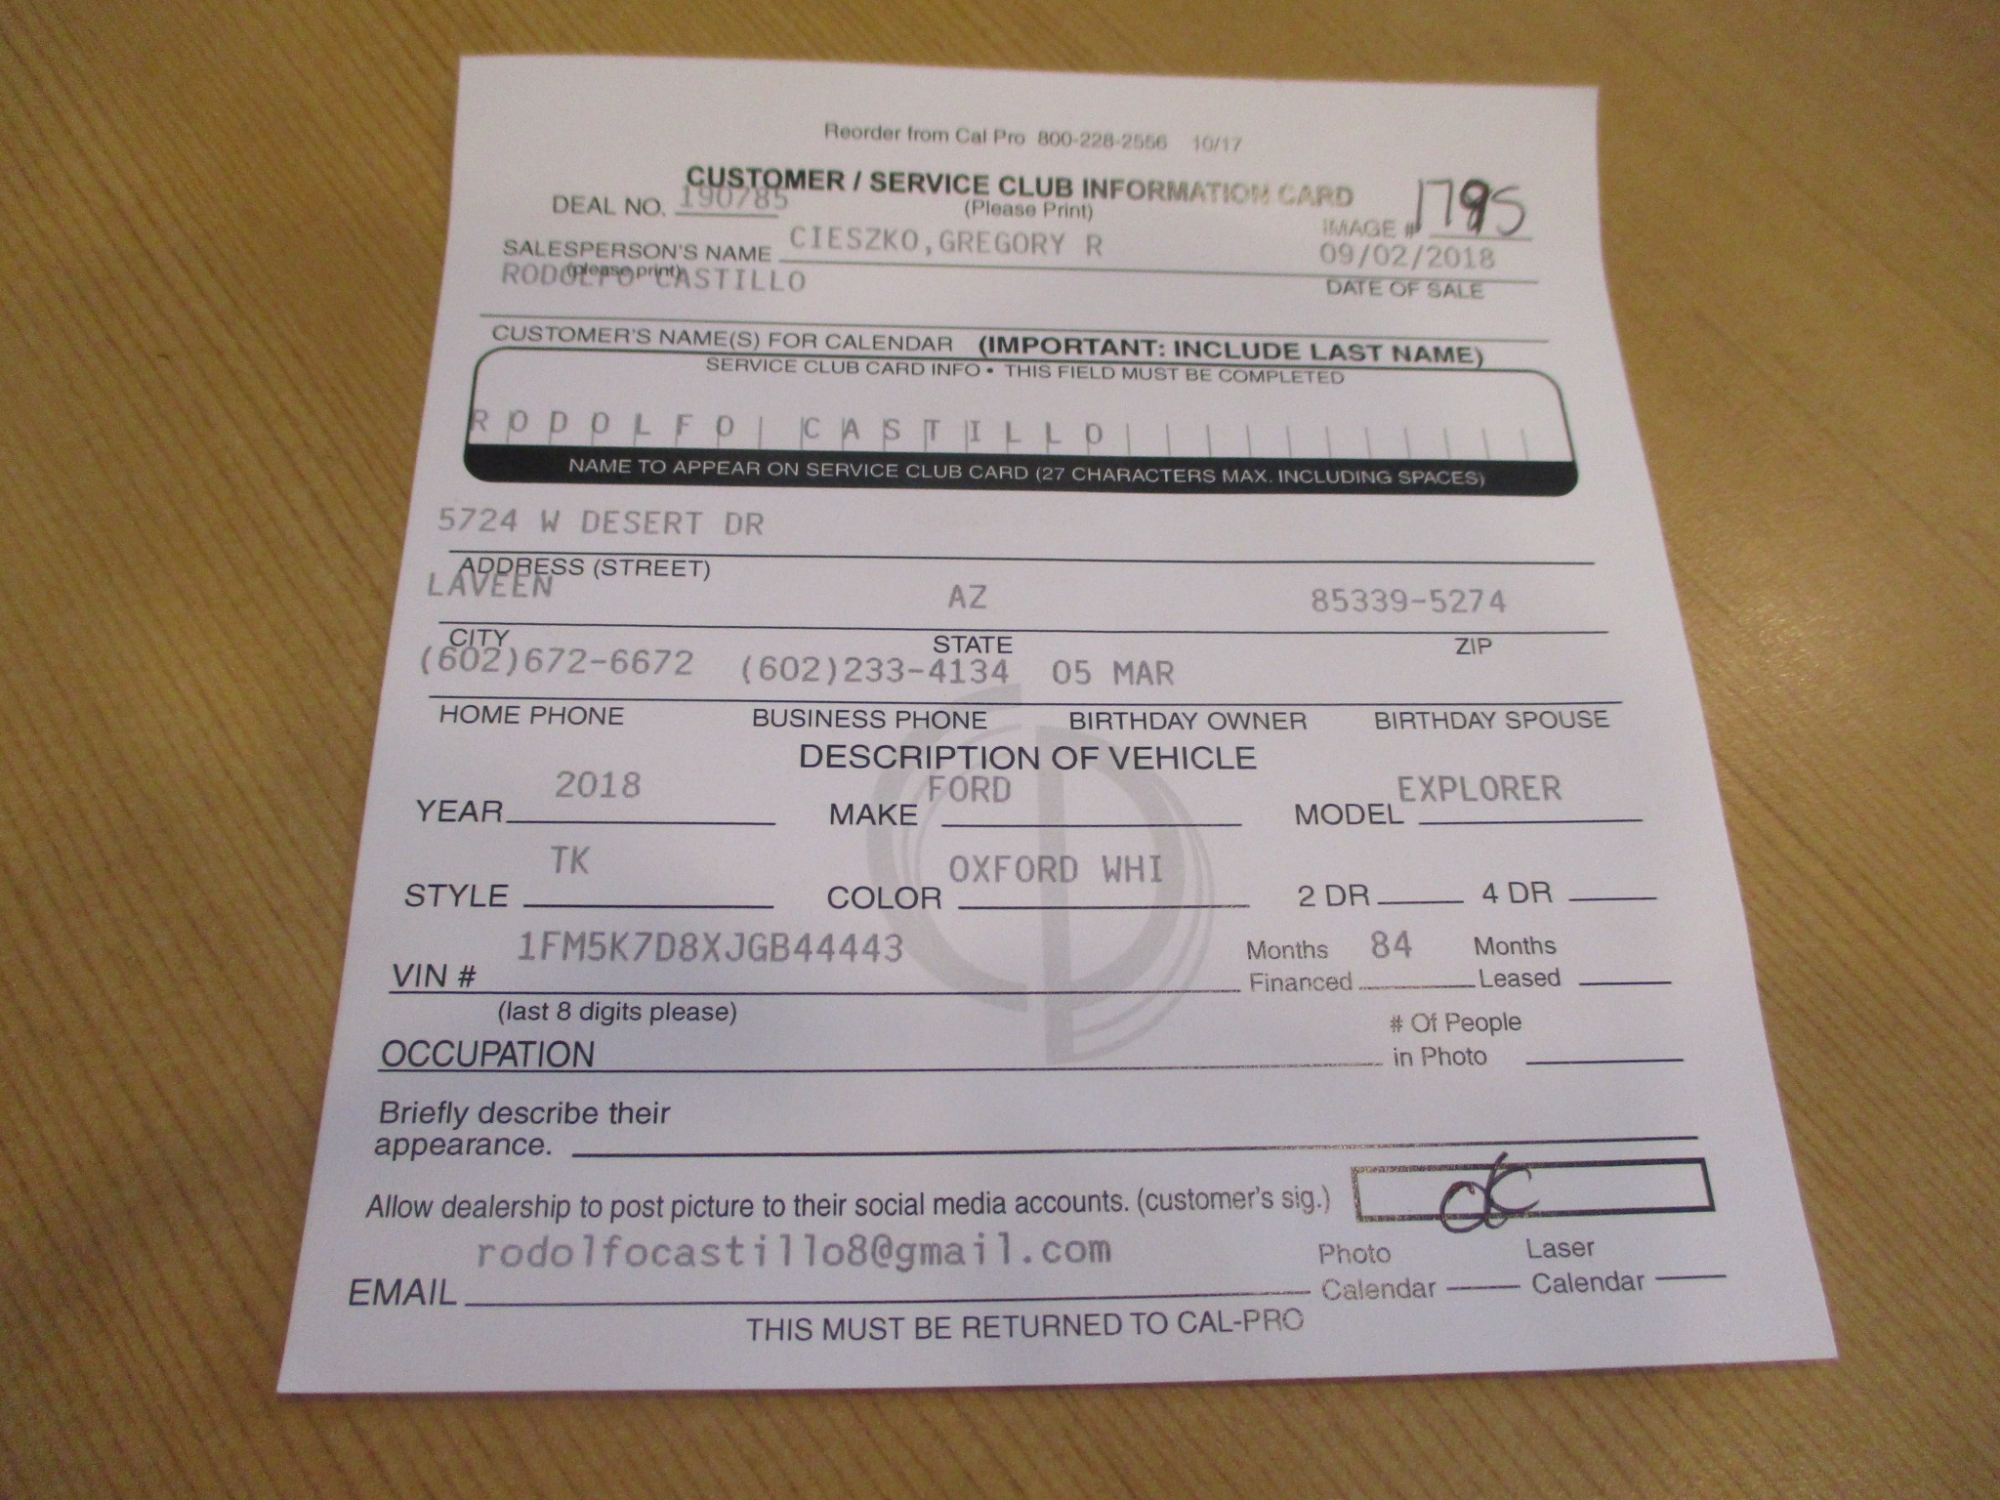 Reorder from Cal Pro 800-228-2556 10/17
CUSTOMER / SERVICE CLUB INFORMATION CARD
(Please Print)
DEAL NO. 190785
IMAGE # 1795
SALESPERSON'S NAME CIESZKO,GREGORY R
(please print)
09/02/2018
RODOLFO CASTILLO
DATE OF SALE
CUSTOMER'S NAME(S) FOR CALENDAR (IMPORTANT: INCLUDE LAST NAME)
SERVICE CLUB CARD INFO • THIS FIELD MUST BE COMPLETED
RODOLFO CASTILLO
NAME TO APPEAR ON SERVICE CLUB CARD (27 CHARACTERS MAX. INCLUDING SPACES)
5724 W DESERT DR
ADDRESS (STREET)
LAVEEN AZ 85339-5274
CITY STATE ZIP
(602)672-6672 (602)233-4134 05 MAR
HOME PHONE BUSINESS PHONE BIRTHDAY OWNER BIRTHDAY SPOUSE
DESCRIPTION OF VEHICLE
YEAR 2018 MAKE FORD MODEL EXPLORER
STYLE TK COLOR OXFORD WHI 2 DR 4 DR
VIN # 1FM5K7D8XJGB44443 Months Financed 84 Months Leased
(last 8 digits please)
OCCUPATION # Of People in Photo
Briefly describe their
appearance.
Allow dealership to post picture to their social media accounts. (customer's sig.)
EMAIL rodolfocastillo8@gmail.com Photo Calendar Laser Calendar
THIS MUST BE RETURNED TO CAL-PRO